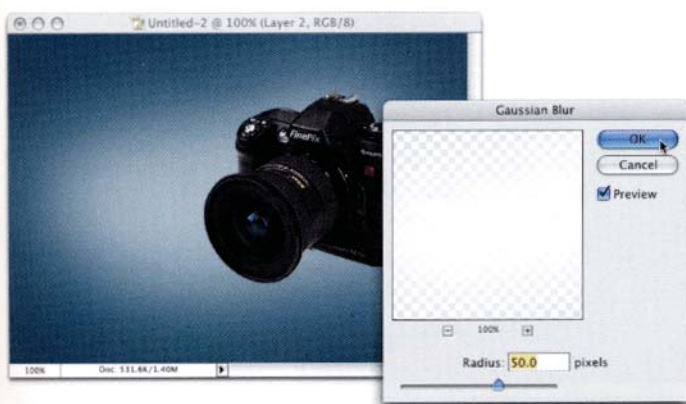 Untitled-2 @ 100% (Layer 2, RGB/8)
FinePix
Gaussian Blur
OK
Cancel
Preview
100%
Radius: 50.0 pixels
100%
Doc: 531.6K/1.40M